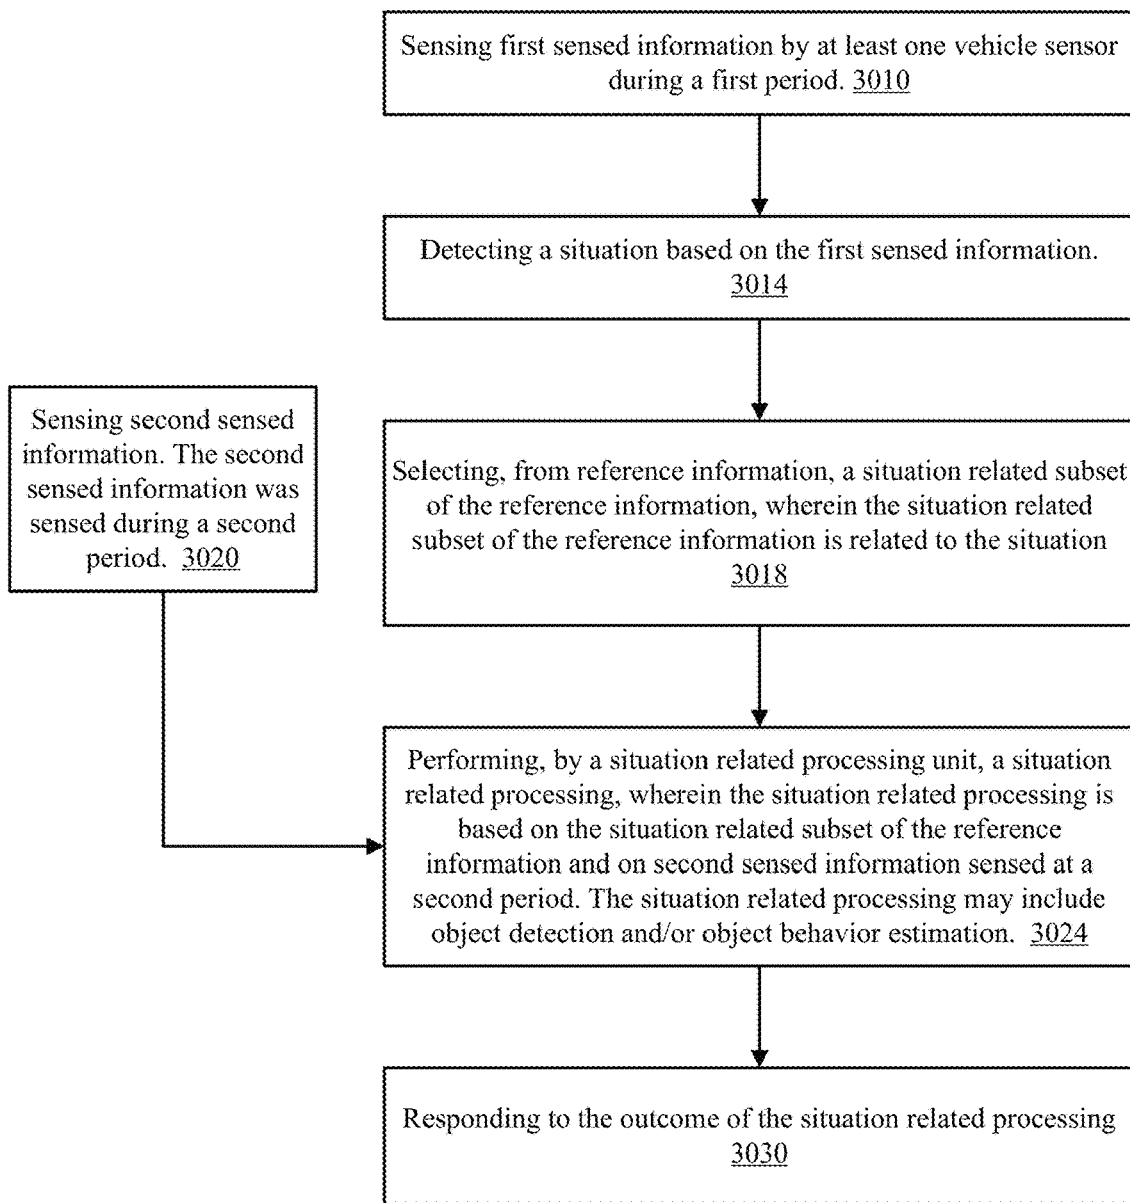 Sensing first sensed information by at least one vehicle sensor
during a first period. 3010
Detecting a situation based on the first sensed information.
3014
Sensing second sensed
information. The second
sensed information was
sensed during a second
period. 3020
Selecting, from reference information, a situation related subset
of the reference information, wherein the situation related
subset of the reference information is related to the situation
3018
Performing, by a situation related processing unit, a situation
related processing, wherein the situation related processing is
based on the situation related subset of the reference
information and on second sensed information sensed at a
second period. The situation related processing may include
object detection and/or object behavior estimation. 3024
Responding to the outcome of the situation related processing
3030